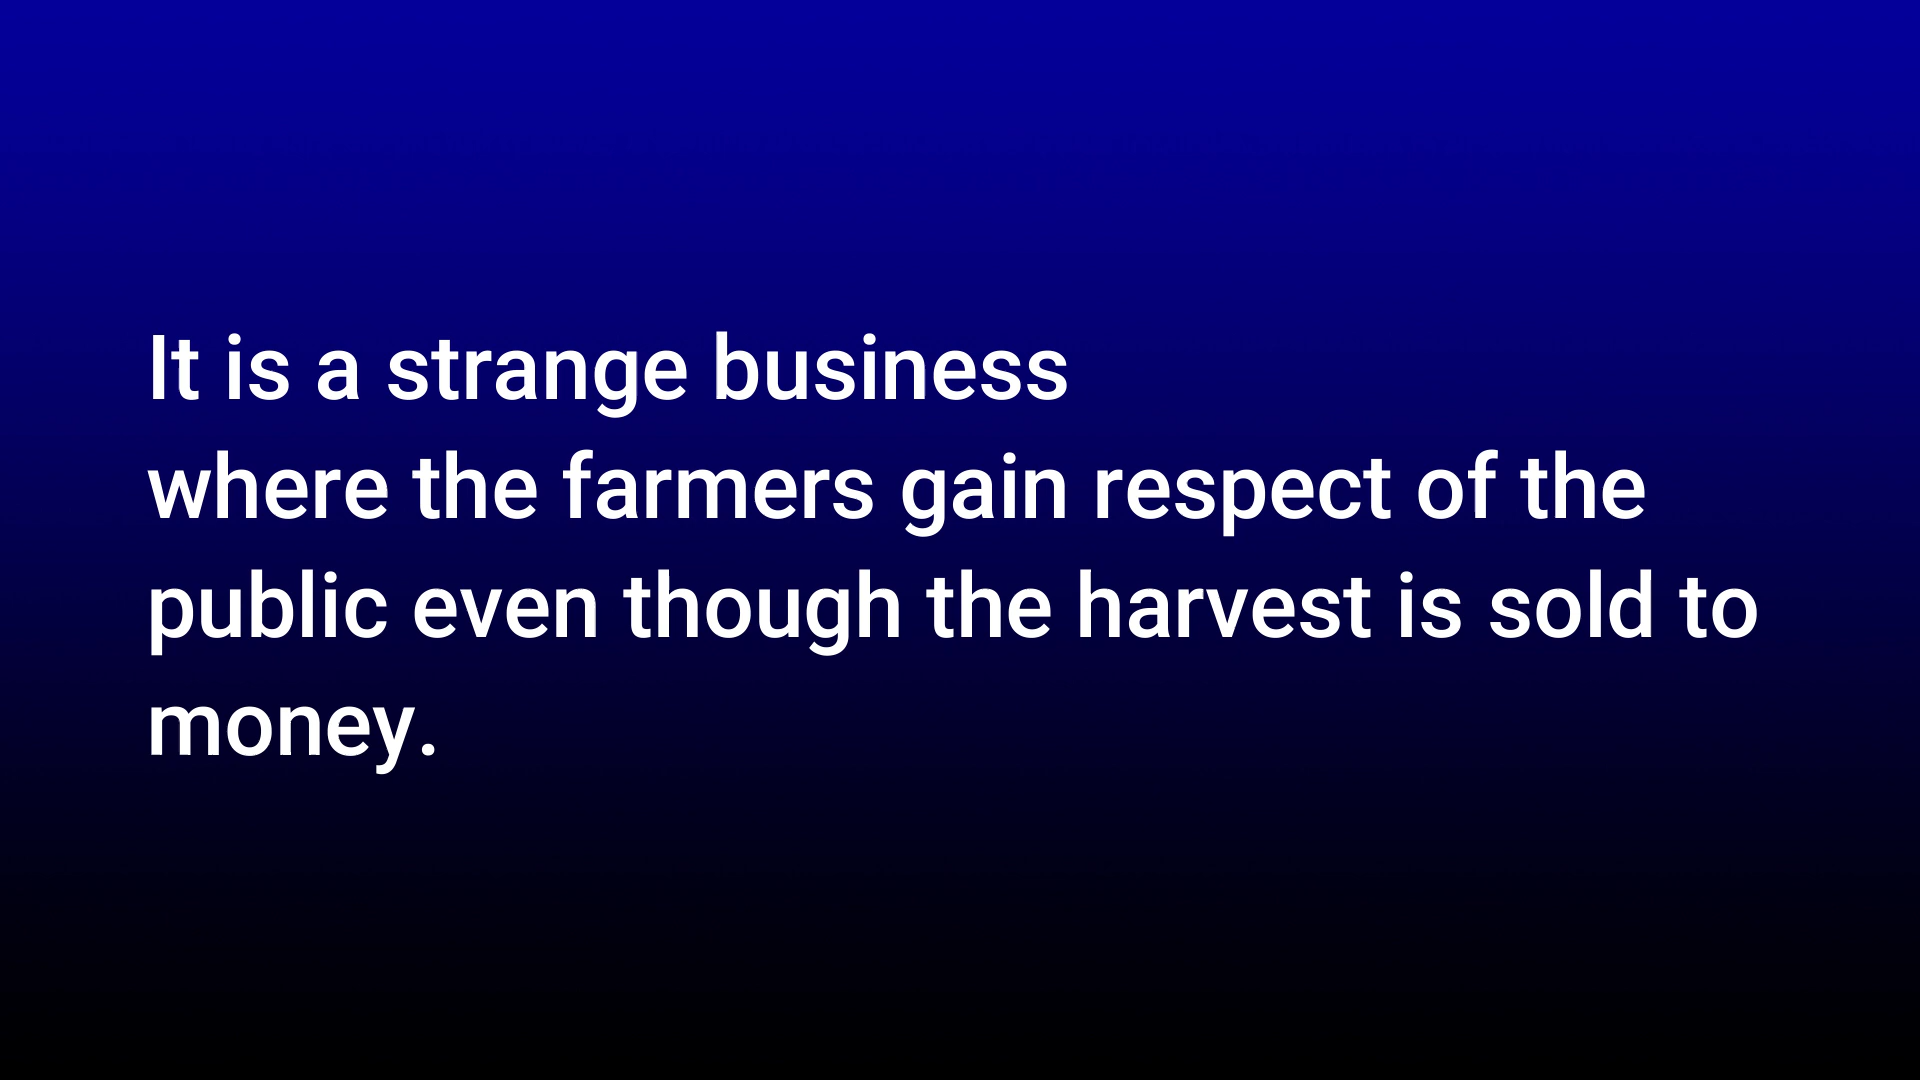 It is a strange business
where the farmers gain respect of the
public even though the harvest is sold to
money.